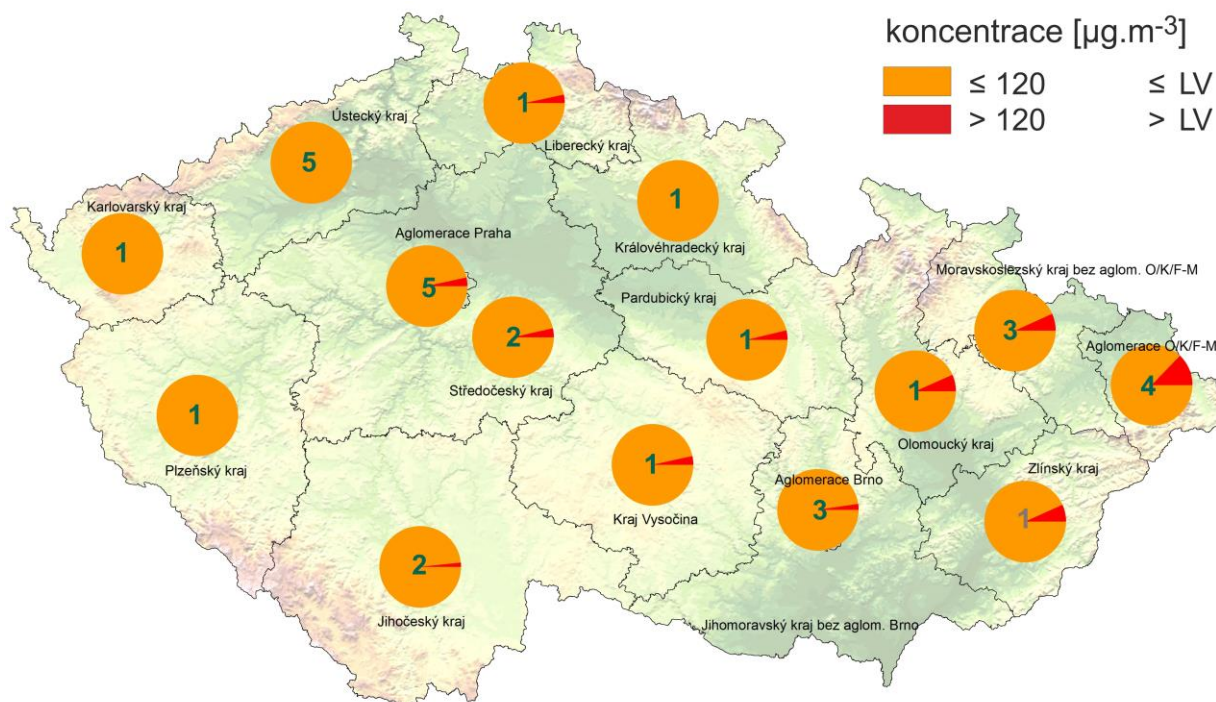 koncentrace [µg.m-3]
≤ 120 ≤ LV
> 120 > LV
1
Liberecký kraj
Ústecký kraj
5
Karlovarský kraj
1
1
Královéhradecký kraj
Aglomerace Praha
5
2
Středočeský kraj
Pardubický kraj
1
Moravskoslezský kraj bez aglom. O/K/F-M
3
Aglomerace O/K/F-M
4
1
Olomoucký kraj
1
Plzeňský kraj
1
Kraj Vysočina
Aglomerace Brno
3
Zlínský kraj
1
2
Jihočeský kraj
Jihomoravský kraj bez aglom. Brno